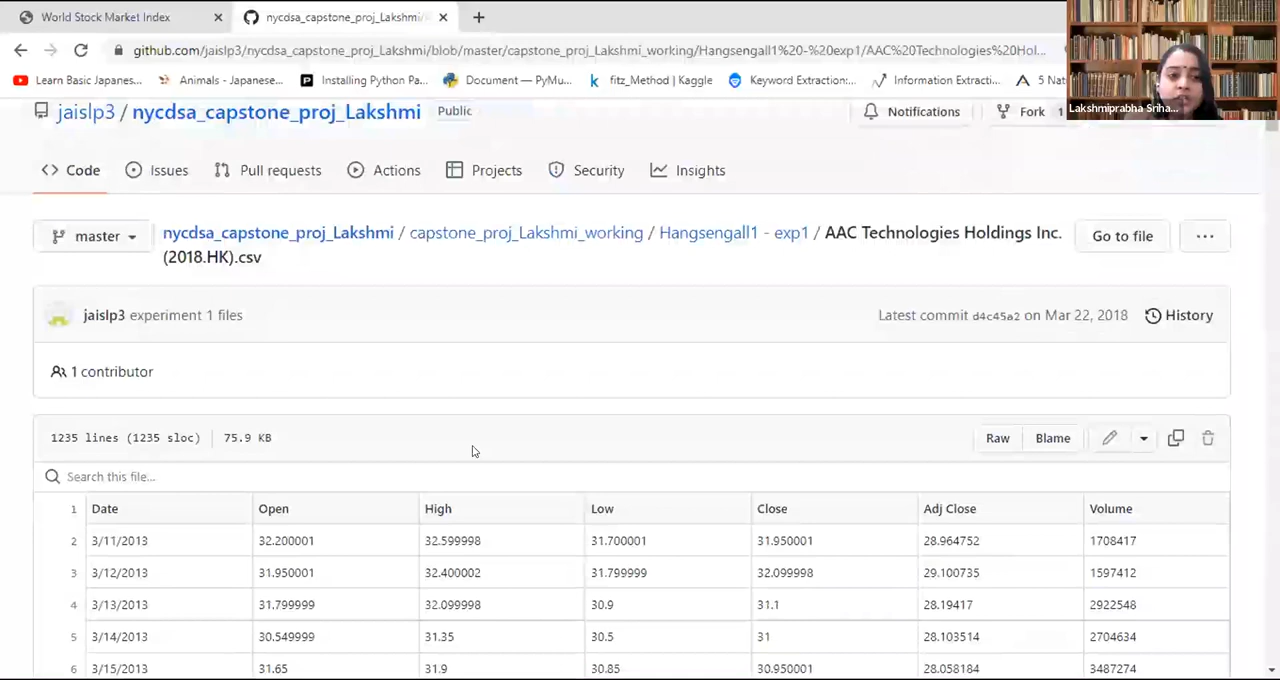 World Stock Market Index
nycdsa_capstone_proj_Lakshmi/
github.com/jaislp3/nycdsa_capstone_proj_Lakshmi/blob/master/capstone_proj_Lakshmi_working/Hangsengall1%20-%20exp1/AAC%20Technologies%20Hol...
Learn Basic Japanes... Animals - Japanese... Installing Python Pa... Document — PyMu... fitz_Method | Kaggle Keyword Extraction:... Information Extracti... 5 Nat
Lakshmiprabha Sriha...
jaislp3 / nycdsa_capstone_proj_Lakshmi Public Notifications Fork 1
Code Issues Pull requests Actions Projects Security Insights
master nycdsa_capstone_proj_Lakshmi / capstone_proj_Lakshmi_working / Hangsengall1 - exp1 / AAC Technologies Holdings Inc. Go to file ...
(2018.HK).csv
jaislp3 experiment 1 files Latest commit d4c45a2 on Mar 22, 2018 History
1 contributor
1235 lines (1235 sloc) 75.9 KB Raw Blame
Search this file...
1 Date Open High Low Close Adj Close Volume
2 3/11/2013 32.200001 32.599998 31.700001 31.950001 28.964752 1708417
3 3/12/2013 31.950001 32.400002 31.799999 32.099998 29.100735 1597412
4 3/13/2013 31.799999 32.099998 30.9 31.1 28.19417 2922548
5 3/14/2013 30.549999 31.35 30.5 31 28.103514 2704634
6 3/15/2013 31.65 31.9 30.85 30.950001 28.058184 3487274